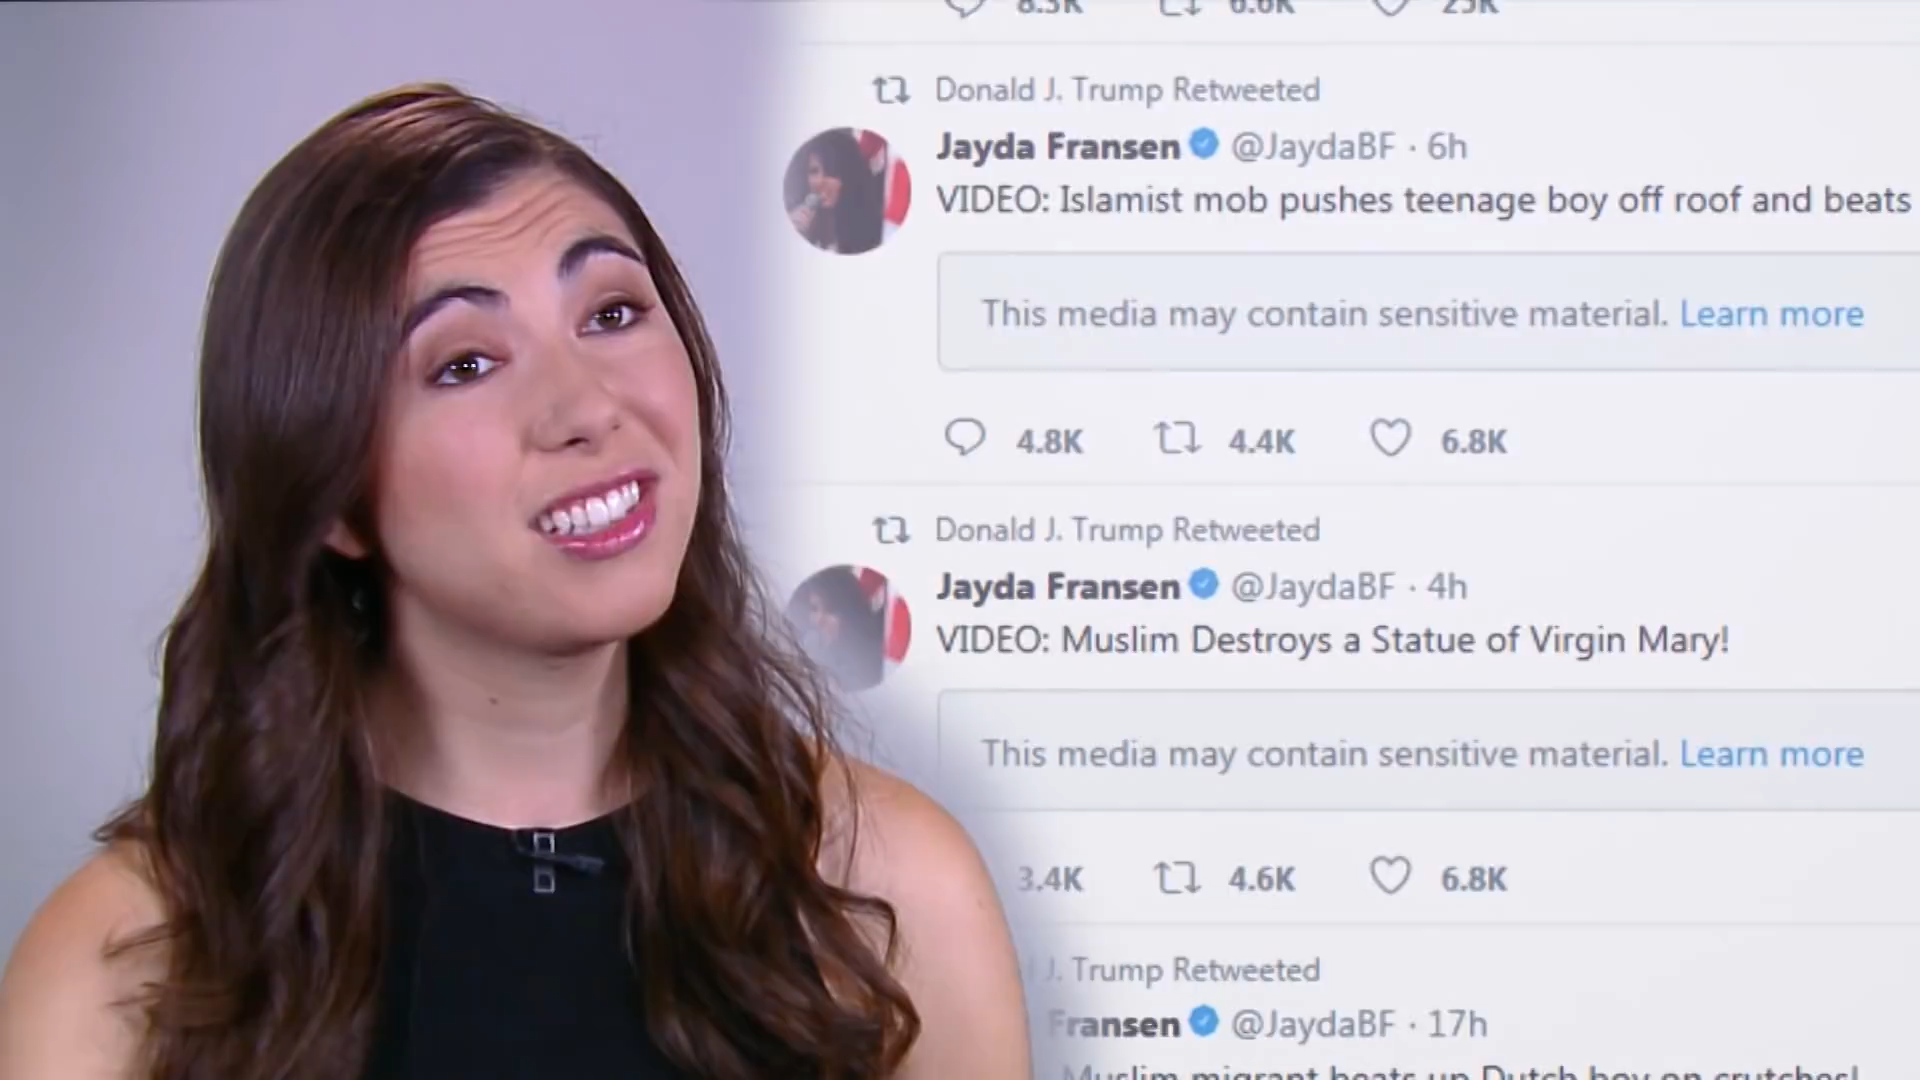 8.3K 6.6K 25K
Donald J. Trump Retweeted
Jayda Fransen @JaydaBF · 6h
VIDEO: Islamist mob pushes teenage boy off roof and beats
This media may contain sensitive material. Learn more
4.8K 4.4K 6.8K
Donald J. Trump Retweeted
Jayda Fransen @JaydaBF · 4h
VIDEO: Muslim Destroys a Statue of Virgin Mary!
This media may contain sensitive material. Learn more
3.4K 4.6K 6.8K
J. Trump Retweeted
Fransen @JaydaBF · 17h
Muslim migrant beats up Dutch boy on crutches!